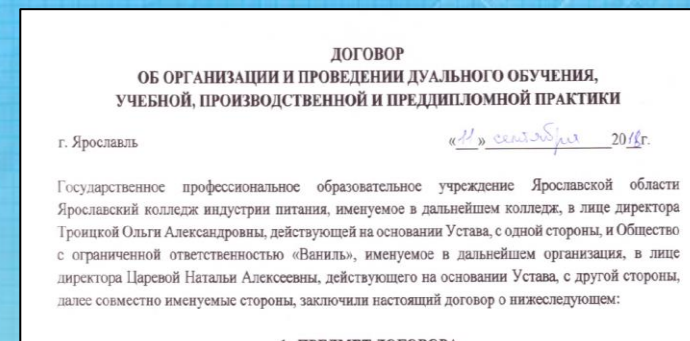 ДОГОВОР
ОБ ОРГАНИЗАЦИИ И ПРОВЕДЕНИИ ДУАЛЬНОГО ОБУЧЕНИЯ,
УЧЕБНОЙ, ПРОИЗВОДСТВЕННОЙ И ПРЕДДИПЛОМНОЙ ПРАКТИКИ
г. Ярославль «11» сентября 2018г.
Государственное профессиональное образовательное учреждение Ярославской области
Ярославский колледж индустрии питания, именуемое в дальнейшем колледж, в лице директора
Троицкой Ольги Александровны, действующей на основании Устава, с одной стороны, и Общество
с ограниченной ответственностью «Ваниль», именуемое в дальнейшем организация, в лице
директора Царевой Натальи Алексеевны, действующего на основании Устава, с другой стороны,
далее совместно именуемые стороны, заключили настоящий договор о нижеследующем:
ПРЕДМЕТ ДОГОВОРА